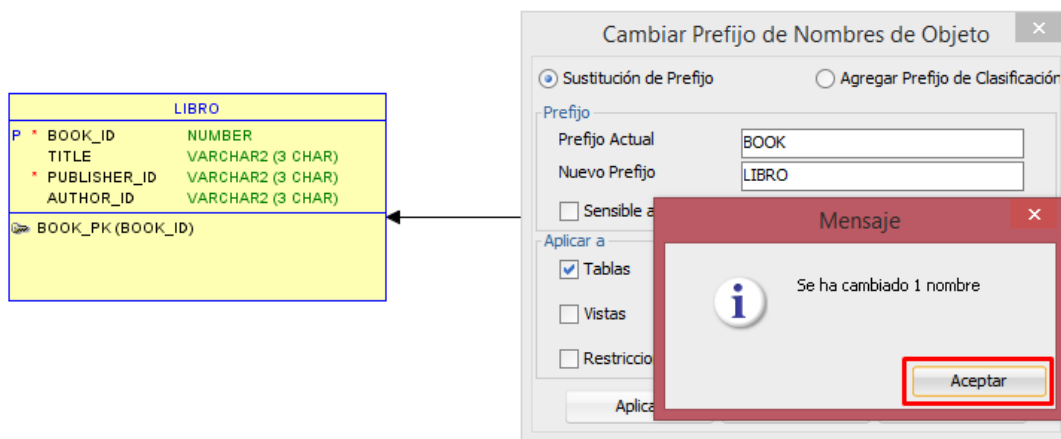 LIBRO
P * BOOK_ID NUMBER
TITLE VARCHAR2 (3 CHAR)
* PUBLISHER_ID VARCHAR2 (3 CHAR)
AUTHOR_ID VARCHAR2 (3 CHAR)
BOOK_PK (BOOK_ID)
Cambiar Prefijo de Nombres de Objeto
Sustitución de Prefijo Agregar Prefijo de Clasificación
Prefijo
Prefijo Actual BOOK
Nuevo Prefijo LIBRO
Sensible a
Aplicar a
Tablas
Vistas
Restriccio
Aplica
Mensaje
Se ha cambiado 1 nombre
Aceptar